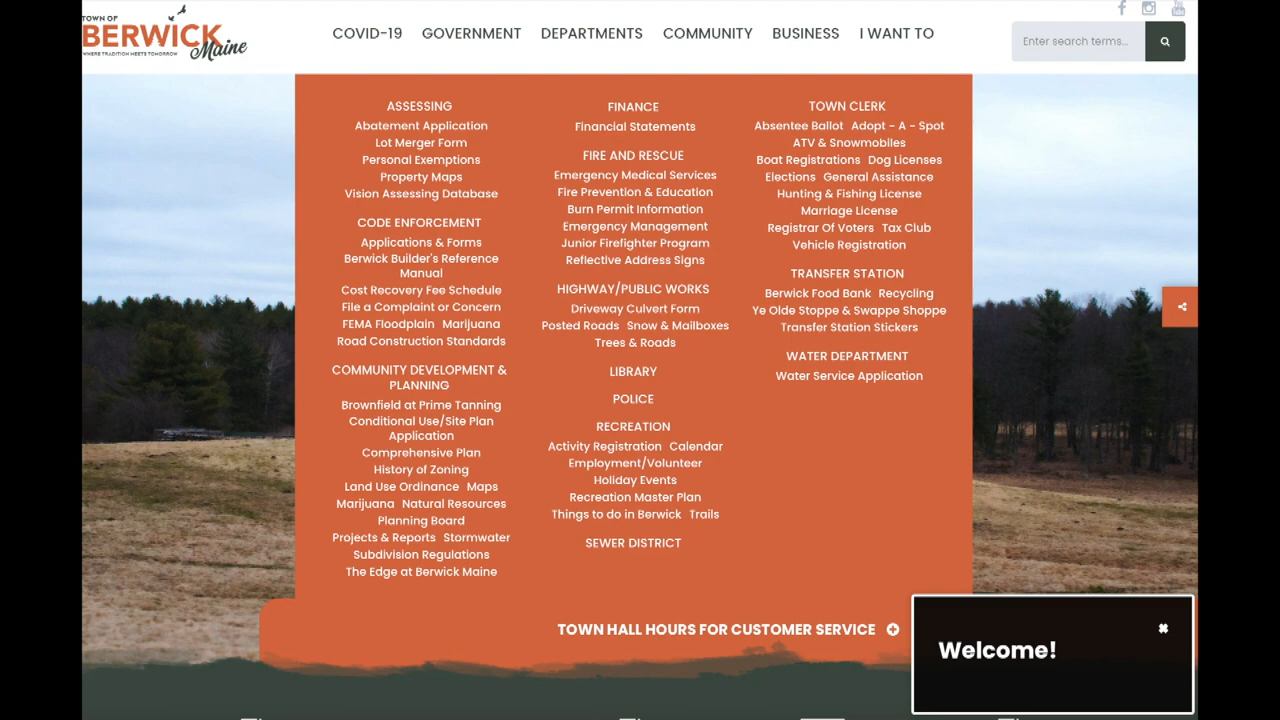 TOWN OF
BERWICK
Maine
WHERE TRADITION MEETS TOMORROW
COVID-19 GOVERNMENT DEPARTMENTS COMMUNITY BUSINESS I WANT TO
Enter search terms...
ASSESSING
Abatement Application
Lot Merger Form
Personal Exemptions
Property Maps
Vision Assessing Database
CODE ENFORCEMENT
Applications & Forms
Berwick Builder's Reference
Manual
Cost Recovery Fee Schedule
File a Complaint or Concern
FEMA Floodplain Marijuana
Road Construction Standards
COMMUNITY DEVELOPMENT &
PLANNING
Brownfield at Prime Tanning
Conditional Use/Site Plan
Application
Comprehensive Plan
History of Zoning
Land Use Ordinance Maps
Marijuana Natural Resources
Planning Board
Projects & Reports Stormwater
Subdivision Regulations
The Edge at Berwick Maine
FINANCE
Financial Statements
FIRE AND RESCUE
Emergency Medical Services
Fire Prevention & Education
Burn Permit Information
Emergency Management
Junior Firefighter Program
Reflective Address Signs
HIGHWAY/PUBLIC WORKS
Driveway Culvert Form
Posted Roads Snow & Mailboxes
Trees & Roads
LIBRARY
POLICE
RECREATION
Activity Registration Calendar
Employment/Volunteer
Holiday Events
Recreation Master Plan
Things to do in Berwick Trails
SEWER DISTRICT
TOWN CLERK
Absentee Ballot Adopt - A - Spot
ATV & Snowmobiles
Boat Registrations Dog Licenses
Elections General Assistance
Hunting & Fishing License
Marriage License
Registrar Of Voters Tax Club
Vehicle Registration
TRANSFER STATION
Berwick Food Bank Recycling
Ye Olde Stoppe & Swappe Shoppe
Transfer Station Stickers
WATER DEPARTMENT
Water Service Application
TOWN HALL HOURS FOR CUSTOMER SERVICE
Welcome!